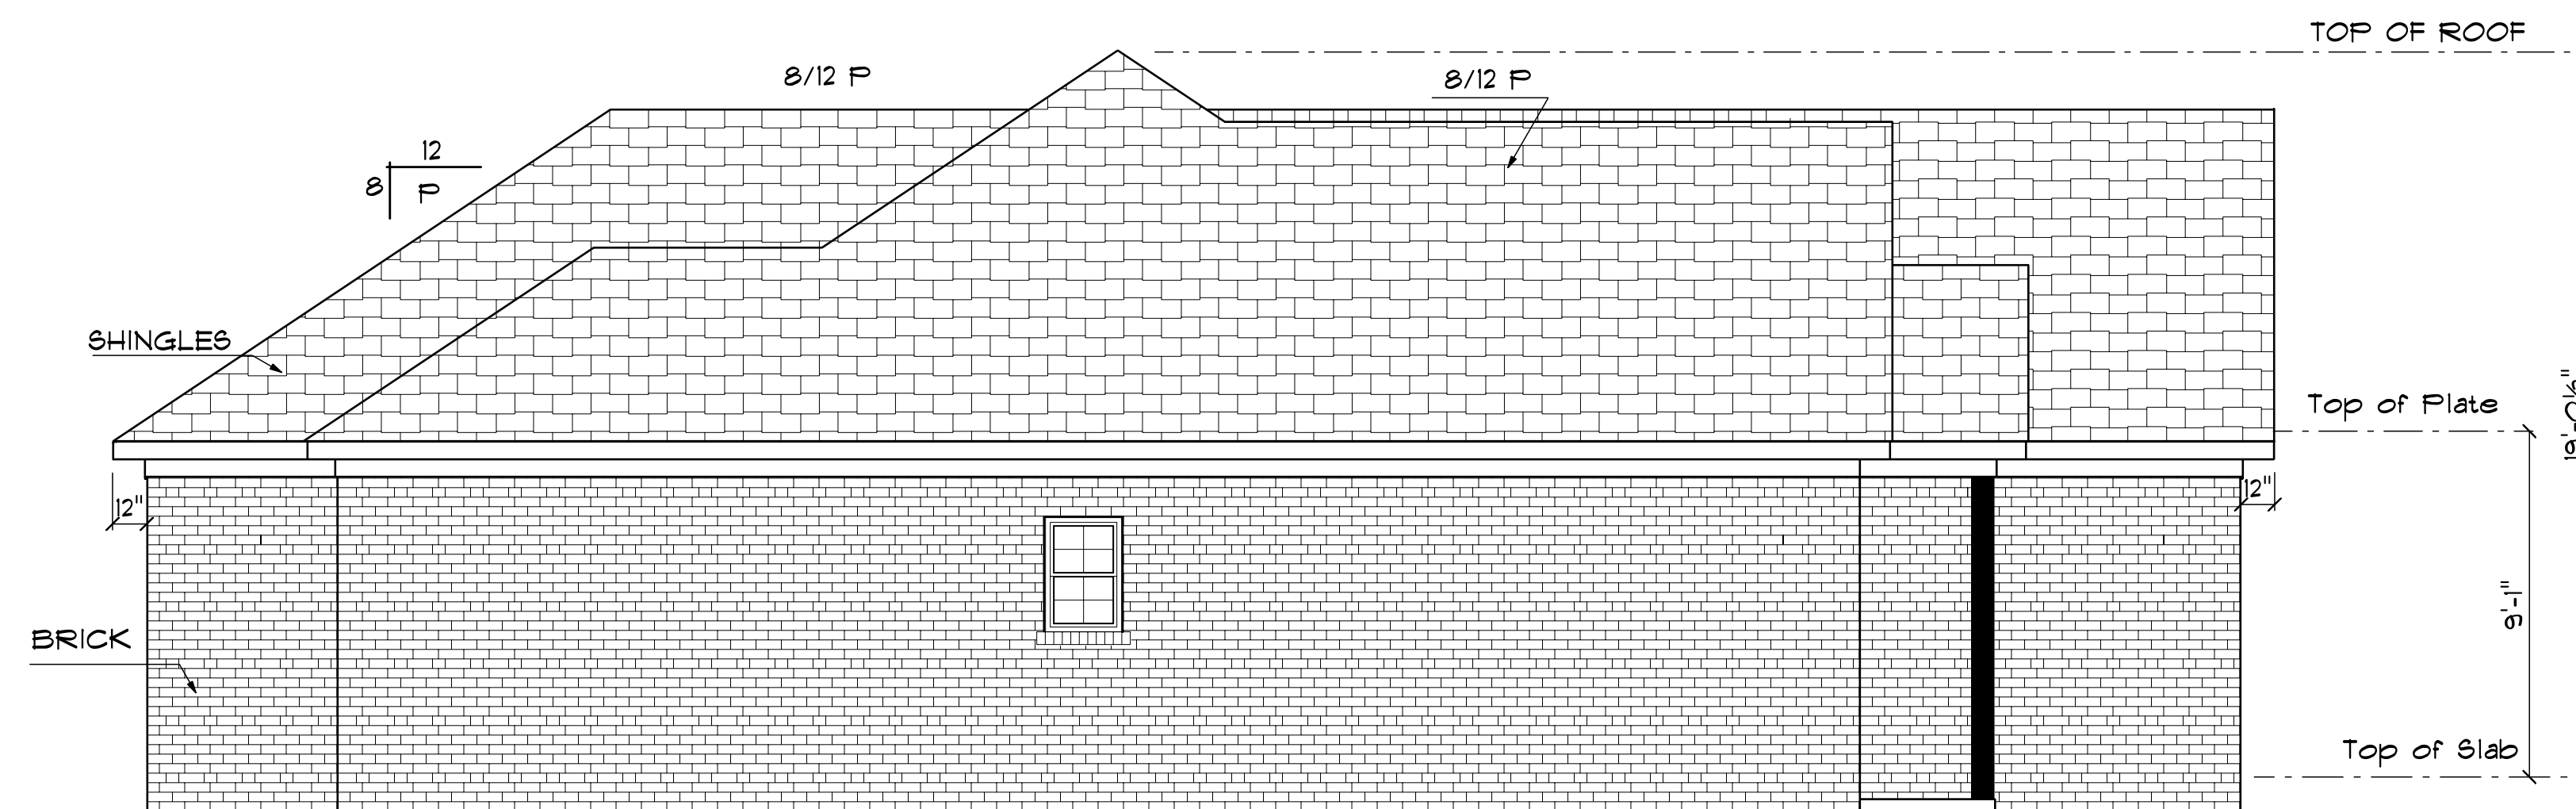 TOP OF ROOF
8/12 P
8/12 P
12
8
P
SHINGLES
Top of Plate
12"
12"
9'-1"
BRICK
Top of Slab